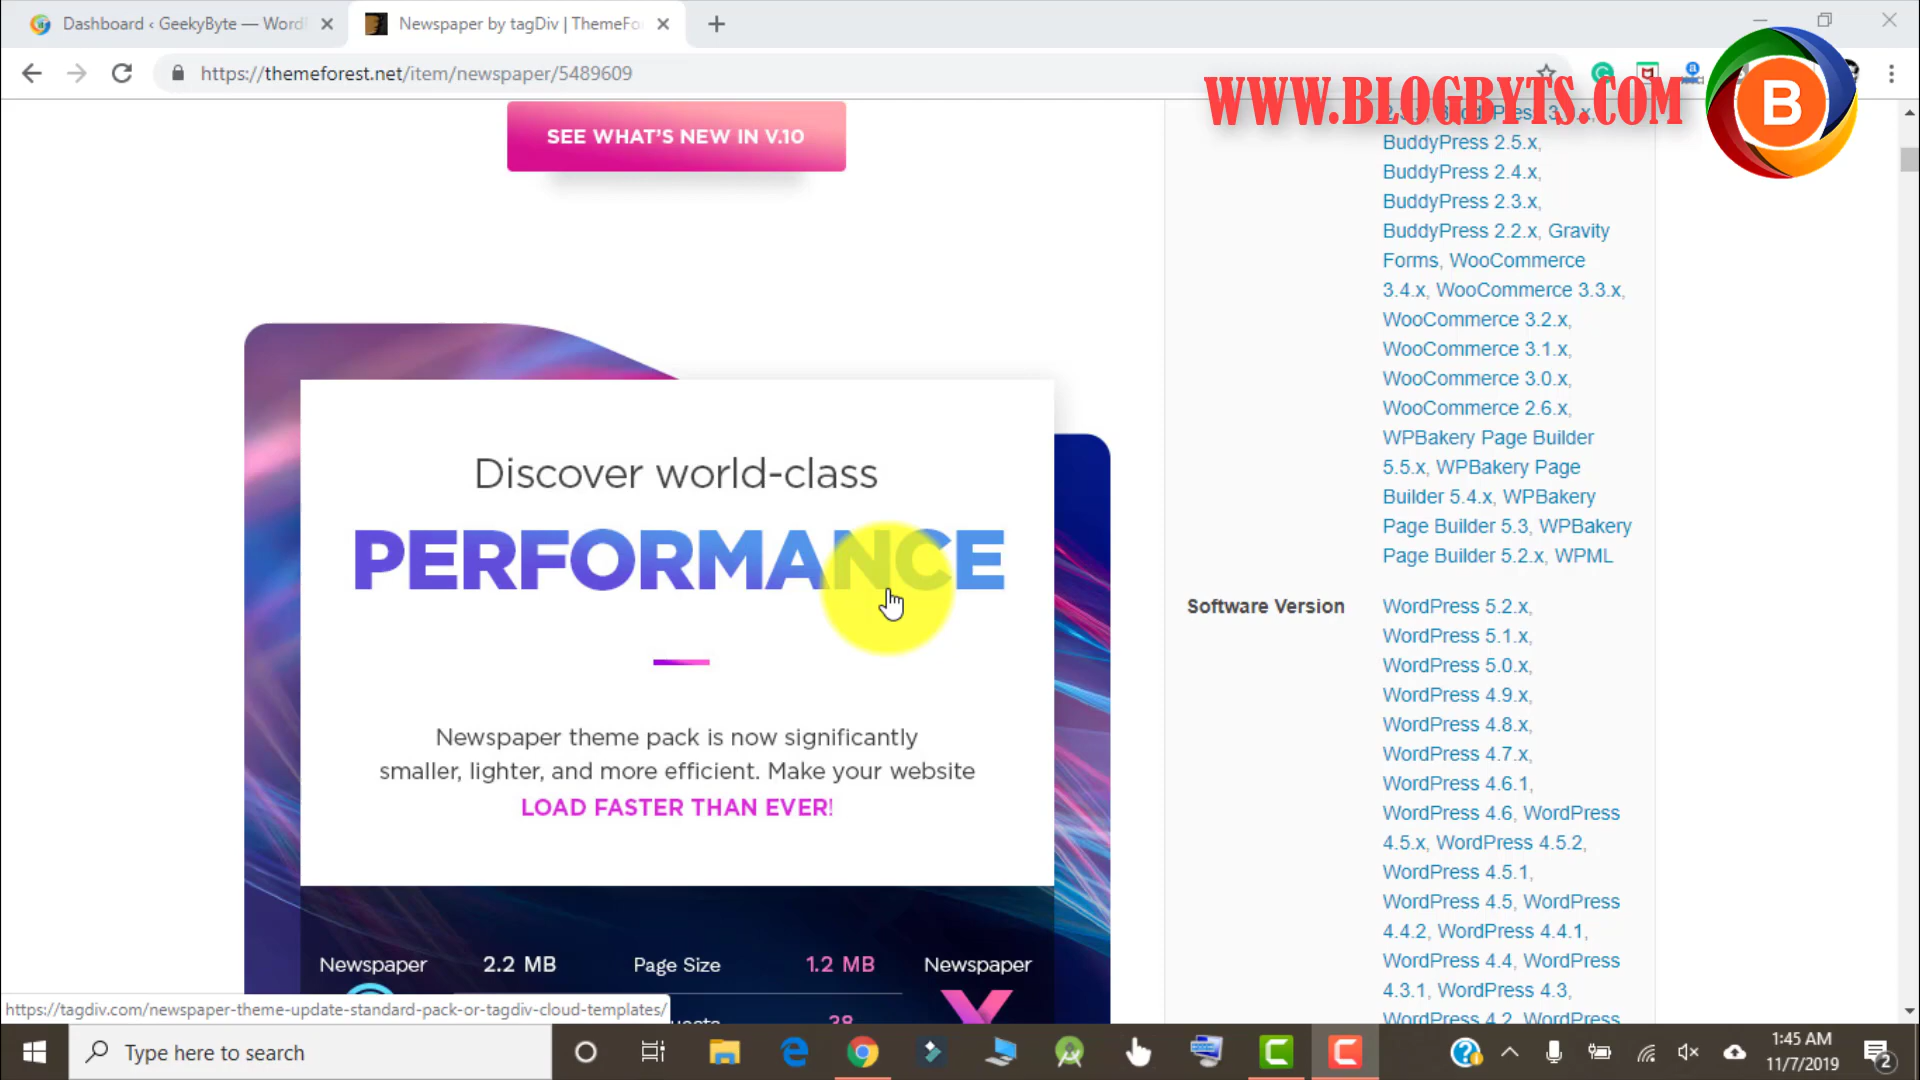 Dashboard ‹ GeekyByte — Word
Newspaper by tagDiv | ThemeFo
https://themeforest.net/item/newspaper/5489609
WWW.BLOGBYTS.COM
B
SEE WHAT'S NEW IN V.10
Discover world-class
PERFORMANCE
Newspaper theme pack is now significantly
smaller, lighter, and more efficient. Make your website
LOAD FASTER THAN EVER!
Newspaper 2.2 MB Page Size 1.2 MB Newspaper
38
https://tagdiv.com/newspaper-theme-update-standard-pack-or-tagdiv-cloud-templates/
BuddyPress 2.5.x,
BuddyPress 2.4.x,
BuddyPress 2.3.x,
BuddyPress 2.2.x, Gravity
Forms, WooCommerce
3.4.x, WooCommerce 3.3.x,
WooCommerce 3.2.x,
WooCommerce 3.1.x,
WooCommerce 3.0.x,
WooCommerce 2.6.x,
WPBakery Page Builder
5.5.x, WPBakery Page
Builder 5.4.x, WPBakery
Page Builder 5.3, WPBakery
Page Builder 5.2.x, WPML
Software Version
WordPress 5.2.x,
WordPress 5.1.x,
WordPress 5.0.x,
WordPress 4.9.x,
WordPress 4.8.x,
WordPress 4.7.x,
WordPress 4.6.1,
WordPress 4.6, WordPress
4.5.x, WordPress 4.5.2,
WordPress 4.5.1,
WordPress 4.5, WordPress
4.4.2, WordPress 4.4.1,
WordPress 4.4, WordPress
4.3.1, WordPress 4.3,
WordPress 4.2, WordPress
Type here to search
1:45 AM
11/7/2019
2